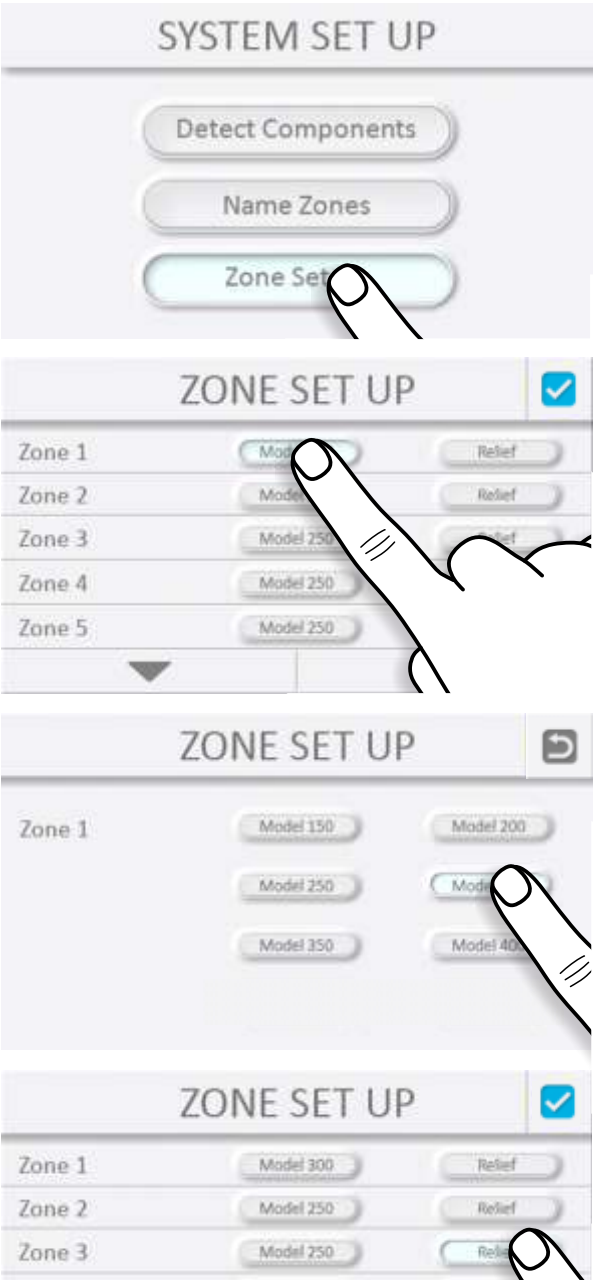 SYSTEM SET UP
Detect Components
Name Zones
Zone Set
ZONE SET UP
Zone 1 Relief
Zone 2 Relief
Zone 3 Model 250 Relief
Zone 4 Model 250
Zone 5 Model 250
ZONE SET UP
Zone 1 Model 150 Model 200
Model 250
Model 350
ZONE SET UP
Zone 1 Model 300 Relief
Zone 2 Model 250 Relief
Zone 3 Model 250